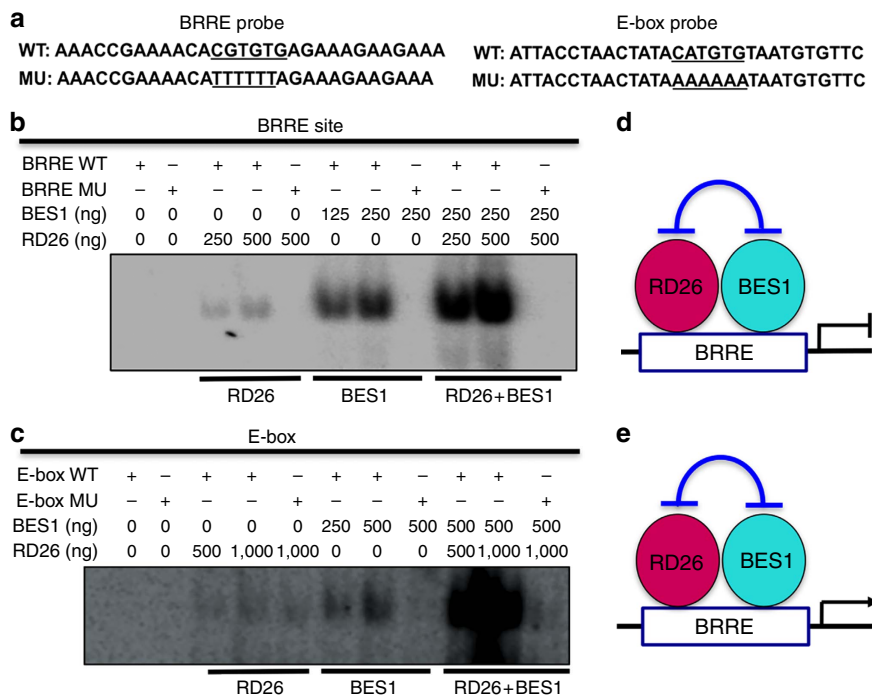 a
BRRE probe
WT: AAACCGAAAACACGTGTGAGAAAGAAGAAA
MU: AAACCGAAAACATTTTTTAGAAAGAAGAAA
E-box probe
WT: ATTACCTAACTATACATGTGTAATGTGTTC
MU: ATTACCTAACTATAAAAAAATAATGTGTTC
b
BRRE site
BRRE WT + – + + – + + – + + –
BRRE MU – + – – + – – + – – +
BES1 (ng) 0 0 0 0 0 125 250 250 250 250 250
RD26 (ng) 0 0 250 500 500 0 0 0 250 500 500
RD26 BES1 RD26+BES1
c
E-box
E-box WT + – + + – + + – + + –
E-box MU – + – – + – – + – – +
BES1 (ng) 0 0 0 0 0 250 500 500 500 500 500
RD26 (ng) 0 0 500 1,000 1,000 0 0 0 500 1,000 1,000
RD26 BES1 RD26+BES1
d
RD26 BES1
BRRE
e
RD26 BES1
BRRE